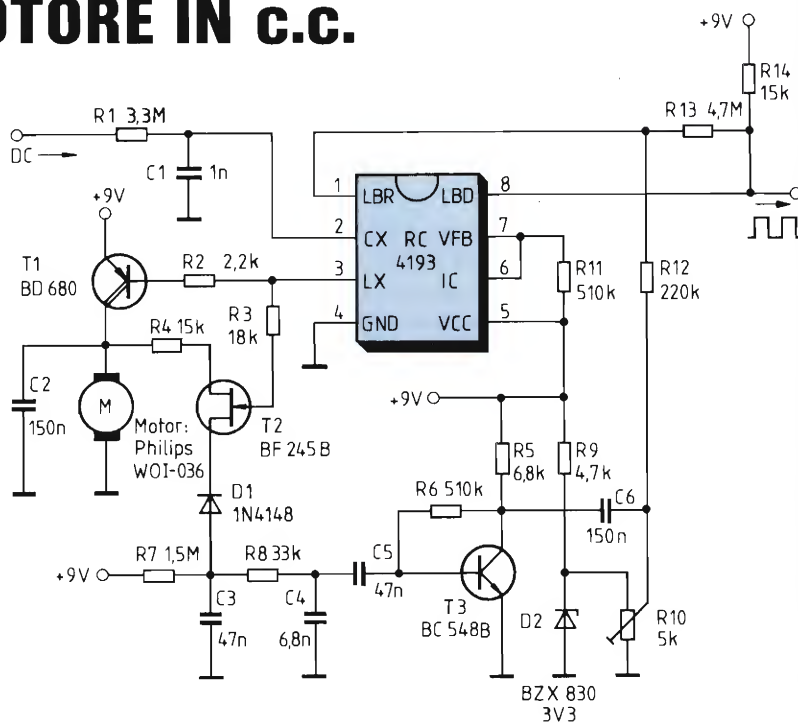 OTORE IN c.c.
+9V
R14
15k
R1 3,3M
R13 4,7M
DC
C1
1n
1
LBR
LBD
8
+9V
2
CX
RC
4193
VFB
7
T1
BD 680
R2
2,2k
3
LX
IC
6
R11
510k
R12
220k
R3
18k
4
GND
VCC
5
R4 15k
C2
150n
M
Motor:
Philips
WOI-036
T2
BF 245B
+9V
R5
6,8k
R9
4,7k
D1
1N4148
R6 510k
C6
150n
+9V
R7 1,5M
R8 33k
C5
47n
C3
47n
C4
6,8n
T3
BC 548B
D2
R10
5k
BZX 830
3V3